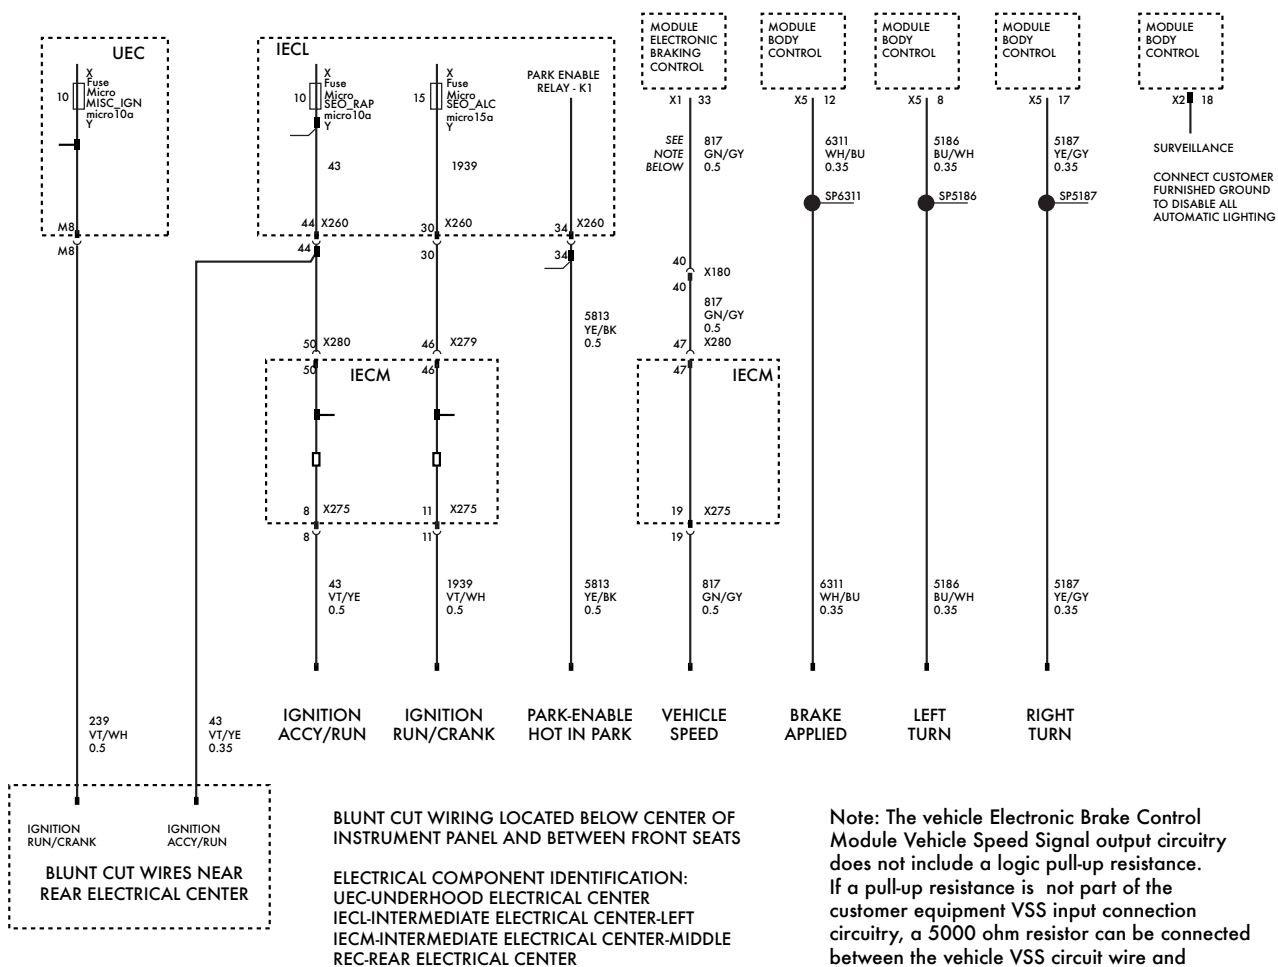 UEC
X
Fuse
Micro
MISC_IGN
micro10a
Y
10
M8
M8
239
VT/WH
0.5
IECL
X
Fuse
Micro
SEO_RAP
micro10a
Y
10
43
44 X260
44
X
Fuse
Micro
SEO_ALC
micro15a
Y
15
1939
30 X260
30
PARK ENABLE
RELAY - K1
34 X260
34
5813
YE/BK
0.5
50 X280
50
46 X279
46
IECM
8 X275
8
11 X275
11
43
VT/YE
0.5
1939
VT/WH
0.5
5813
YE/BK
0.5
MODULE
ELECTRONIC
BRAKING
CONTROL
X1 33
SEE
NOTE
BELOW
817
GN/GY
0.5
40
X180
40
817
GN/GY
0.5
47 X280
47
IECM
19 X275
19
817
GN/GY
0.5
MODULE
BODY
CONTROL
X5 12
6311
WH/BU
0.35
SP6311
6311
WH/BU
0.35
MODULE
BODY
CONTROL
X5 8
5186
BU/WH
0.35
SP5186
5186
BU/WH
0.35
MODULE
BODY
CONTROL
X5 17
5187
YE/GY
0.35
SP5187
5187
YE/GY
0.35
MODULE
BODY
CONTROL
X2 18
SURVEILLANCE
CONNECT CUSTOMER
FURNISHED GROUND
TO DISABLE ALL
AUTOMATIC LIGHTING
IGNITION
ACCY/RUN
IGNITION
RUN/CRANK
PARK-ENABLE
HOT IN PARK
VEHICLE
SPEED
BRAKE
APPLIED
LEFT
TURN
RIGHT
TURN
43
VT/YE
0.35
IGNITION
RUN/CRANK
IGNITION
ACCY/RUN
BLUNT CUT WIRES NEAR
REAR ELECTRICAL CENTER
BLUNT CUT WIRING LOCATED BELOW CENTER OF
INSTRUMENT PANEL AND BETWEEN FRONT SEATS
ELECTRICAL COMPONENT IDENTIFICATION:
UEC-UNDERHOOD ELECTRICAL CENTER
IECL-INTERMEDIATE ELECTRICAL CENTER-LEFT
IECM-INTERMEDIATE ELECTRICAL CENTER-MIDDLE
REC-REAR ELECTRICAL CENTER
Note: The vehicle Electronic Brake Control
Module Vehicle Speed Signal output circuitry
does not include a logic pull-up resistance.
If a pull-up resistance is not part of the
customer equipment VSS input connection
circuitry, a 5000 ohm resistor can be connected
between the vehicle VSS circuit wire and